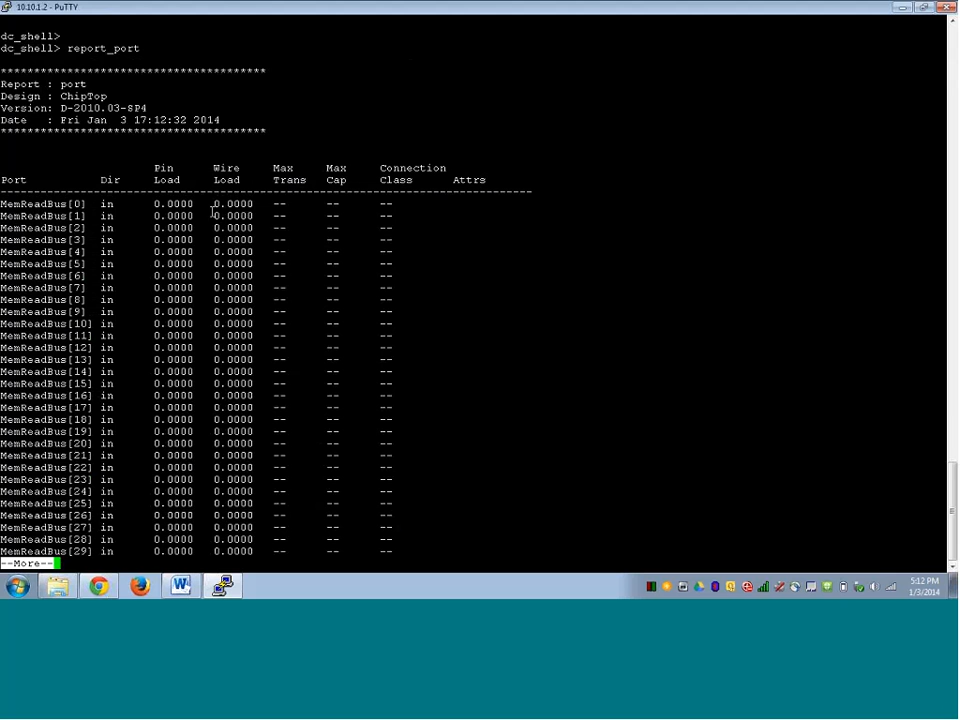 10.10.1.2 - PuTTY
dc_shell>
dc_shell> report_port
****************************************
Report : port
Design : ChipTop
Version: D-2010.03-SP4
Date   : Fri Jan  3 17:12:32 2014
****************************************
Pin Wire Max Max Connection
Port Dir Load Load Trans Cap Class Attrs
--------------------------------------------------------------------------------
MemReadBus[0] in 0.0000 0.0000 -- -- --
MemReadBus[1] in 0.0000 0.0000 -- -- --
MemReadBus[2] in 0.0000 0.0000 -- -- --
MemReadBus[3] in 0.0000 0.0000 -- -- --
MemReadBus[4] in 0.0000 0.0000 -- -- --
MemReadBus[5] in 0.0000 0.0000 -- -- --
MemReadBus[6] in 0.0000 0.0000 -- -- --
MemReadBus[7] in 0.0000 0.0000 -- -- --
MemReadBus[8] in 0.0000 0.0000 -- -- --
MemReadBus[9] in 0.0000 0.0000 -- -- --
MemReadBus[10] in 0.0000 0.0000 -- -- --
MemReadBus[11] in 0.0000 0.0000 -- -- --
MemReadBus[12] in 0.0000 0.0000 -- -- --
MemReadBus[13] in 0.0000 0.0000 -- -- --
MemReadBus[14] in 0.0000 0.0000 -- -- --
MemReadBus[15] in 0.0000 0.0000 -- -- --
MemReadBus[16] in 0.0000 0.0000 -- -- --
MemReadBus[17] in 0.0000 0.0000 -- -- --
MemReadBus[18] in 0.0000 0.0000 -- -- --
MemReadBus[19] in 0.0000 0.0000 -- -- --
MemReadBus[20] in 0.0000 0.0000 -- -- --
MemReadBus[21] in 0.0000 0.0000 -- -- --
MemReadBus[22] in 0.0000 0.0000 -- -- --
MemReadBus[23] in 0.0000 0.0000 -- -- --
MemReadBus[24] in 0.0000 0.0000 -- -- --
MemReadBus[25] in 0.0000 0.0000 -- -- --
MemReadBus[26] in 0.0000 0.0000 -- -- --
MemReadBus[27] in 0.0000 0.0000 -- -- --
MemReadBus[28] in 0.0000 0.0000 -- -- --
MemReadBus[29] in 0.0000 0.0000 -- -- --
--More--
5:12 PM
1/3/2014